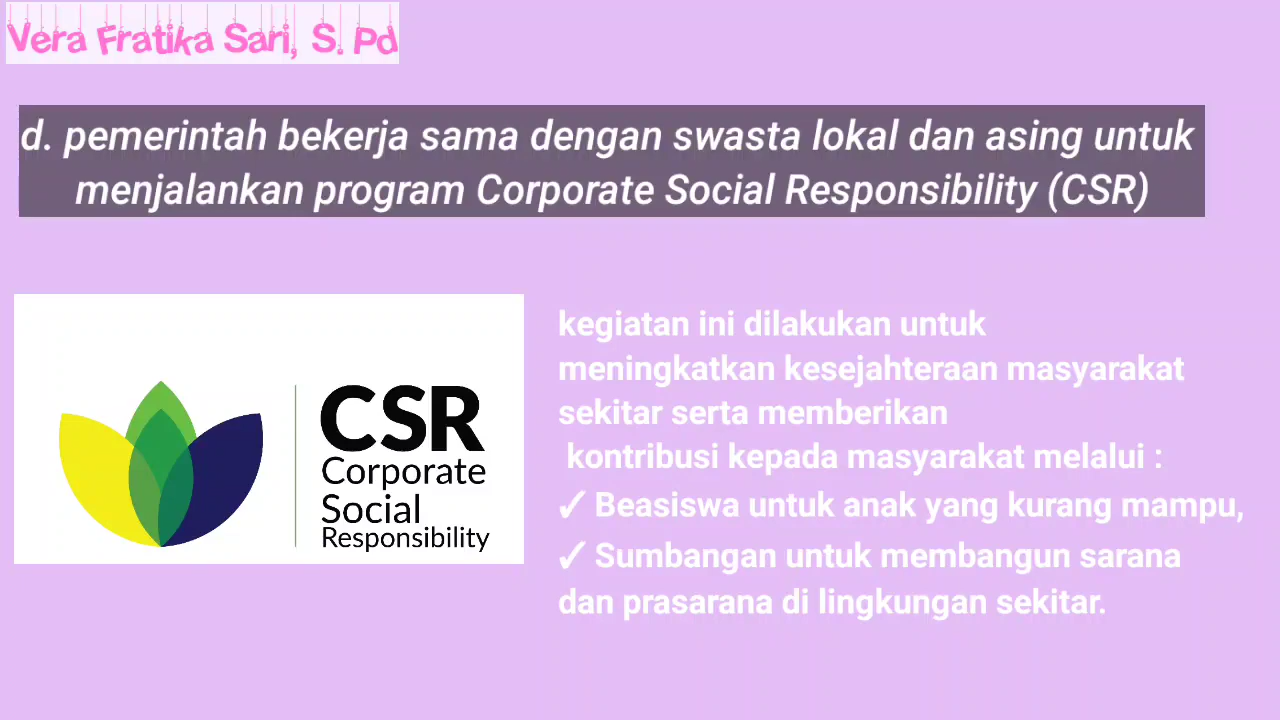 Vera Fratika Sari, S. Pd
d. pemerintah bekerja sama dengan swasta lokal dan asing untuk
menjalankan program Corporate Social Responsibility (CSR)
CSR
Corporate
Social
Responsibility
kegiatan ini dilakukan untuk
meningkatkan kesejahteraan masyarakat
sekitar serta memberikan
kontribusi kepada masyarakat melalui :
✓ Beasiswa untuk anak yang kurang mampu,
✓ Sumbangan untuk membangun sarana
dan prasarana di lingkungan sekitar.